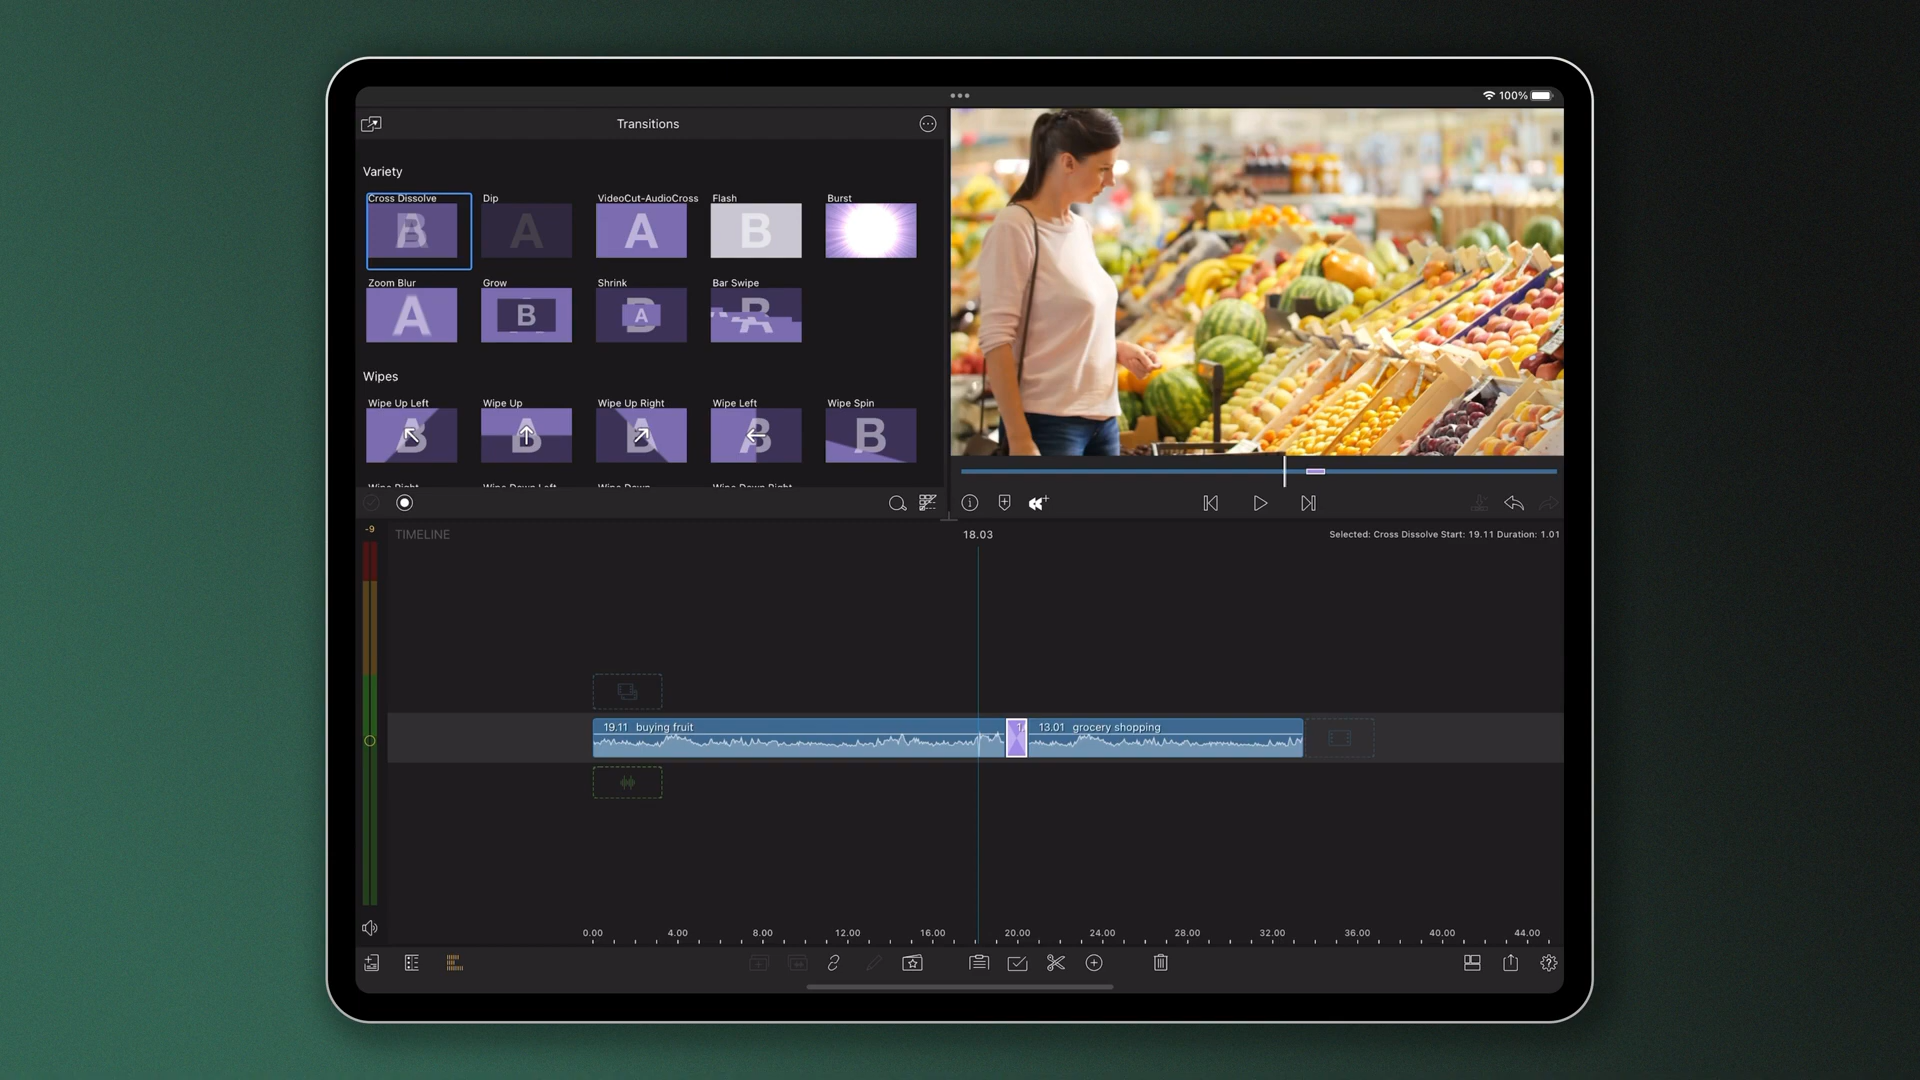 100%
Transitions
Variety
Cross Dissolve Dip VideoCut-AudioCross Flash Burst
B A A B
Zoom Blur Grow Shrink Bar Swipe
A B B A B A
Wipes
Wipe Up Left Wipe Up Wipe Up Right Wipe Left Wipe Spin
B B B B B
Wipe Right Wipe Down Left Wipe Down Wipe Down Right
-9
TIMELINE
18.03
Selected: Cross Dissolve Start: 19.11 Duration: 1.01
19.11 buying fruit
13.01 grocery shopping
0.00 4.00 8.00 12.00 16.00 20.00 24.00 28.00 32.00 36.00 40.00 44.00